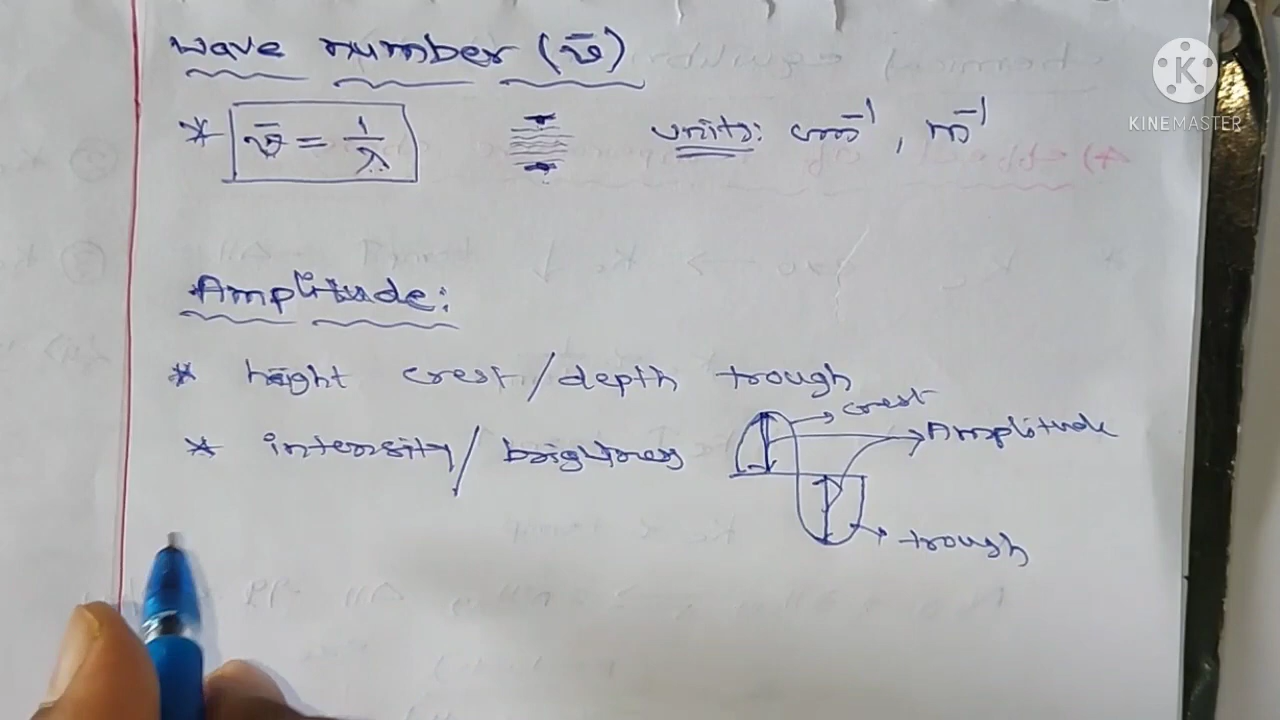 wave number (ν̄)
K
KINEMASTER
* ν̄ = 1/λ units: cm⁻¹, m⁻¹
Amplitude:
* height crest/depth trough
crest
* intensity/brightness
Amplitude
trough